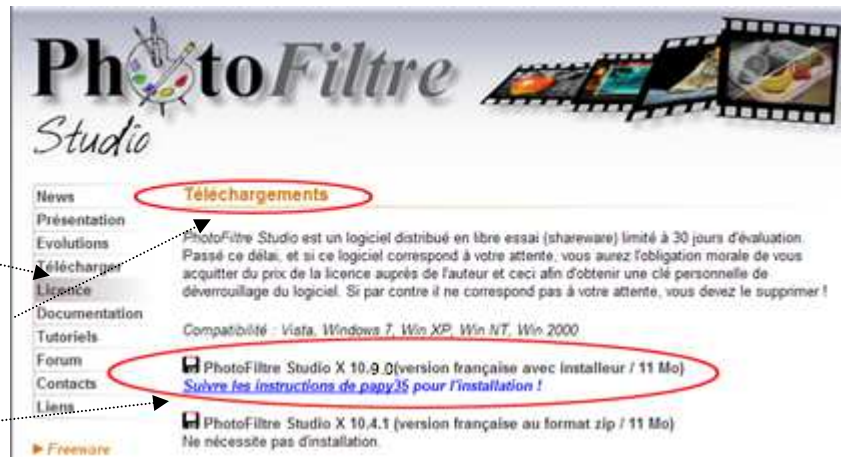 PhotoFiltre
Studio
News
Présentation
Evolutions
Télécharger
Licence
Documentation
Tutoriels
Forum
Contacts
Liens
► Freeware
Téléchargements
PhotoFiltre Studio est un logiciel distribué en libre essai (shareware) limité à 30 jours d'évaluation.
Passé ce délai, et si ce logiciel correspond à votre attente, vous aurez l'obligation morale de vous
acquitter du prix de la licence auprès de l'auteur et ceci afin d'obtenir une clé personnelle de
déverrouillage du logiciel. Si par contre il ne correspond pas à votre attente, vous devez le supprimer !
Compatibilité : Vista, Windows 7, Win XP, Win NT, Win 2000
PhotoFiltre Studio X 10.9.0(version française avec installeur / 11 Mo)
Suivre les instructions de papy35 pour l'installation !
PhotoFiltre Studio X 10.4.1 (version française au format zip / 11 Mo)
Ne nécessite pas d'installation.